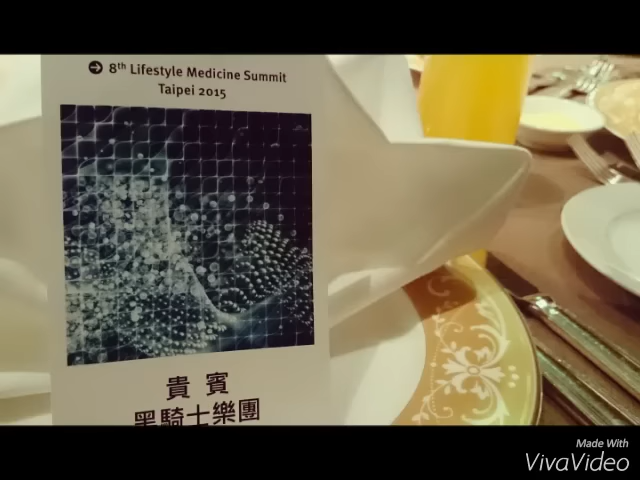 8th Lifestyle Medicine Summit
Taipei 2015
貴 賓
黑騎士樂團
Made With
VivaVideo